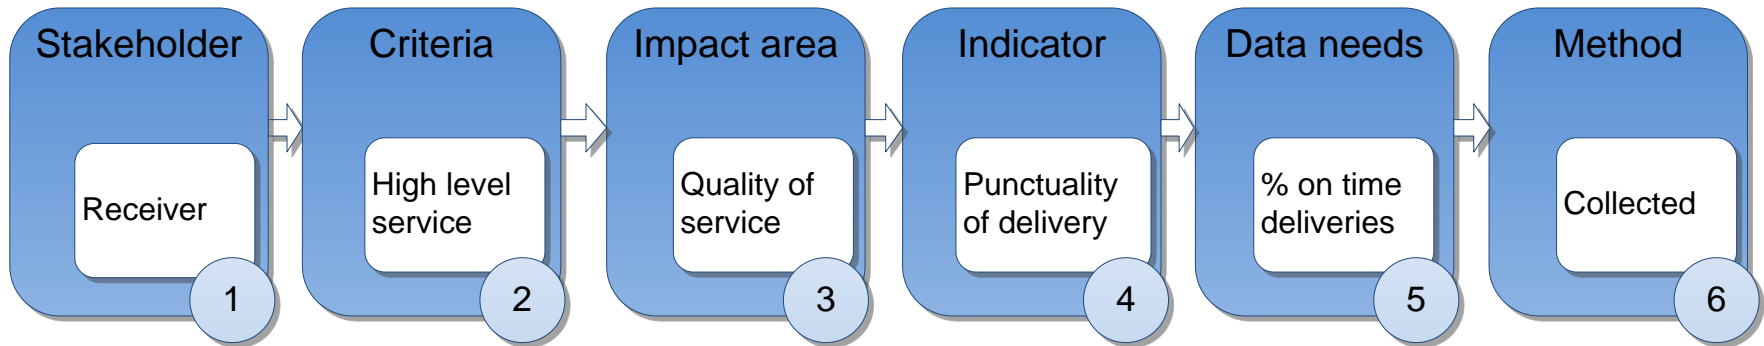 Stakeholder
Receiver
1
Criteria
High level
service
2
Impact area
Quality of
service
3
Indicator
Punctuality
of delivery
4
Data needs
% on time
deliveries
5
Method
Collected
6